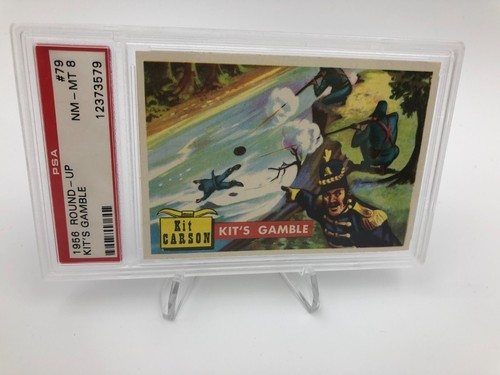 1956 ROUND-UP
KIT'S GAMBLE
PSA
#79
NM-MT 8
12373579
Kit
CARSON
KIT'S GAMBLE